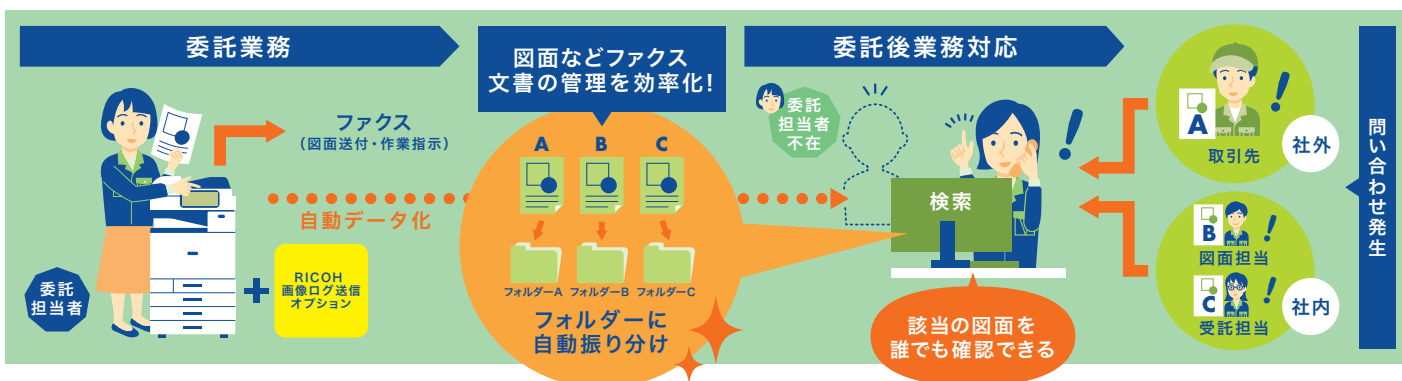 委託業務
ファクス
（図面送付・作業指示）
自動データ化
委託
担当者
RICOH
画像ログ送信
オプション
図面などファクス
文書の管理を効率化！
A B C
フォルダーA フォルダーB フォルダーC
フォルダーに
自動振り分け
委託後業務対応
委託
担当者
不在
検索
該当の図面を
誰でも確認できる
A
取引先
社外
B
図面担当
C
受託担当
社内
問い合わせ発生